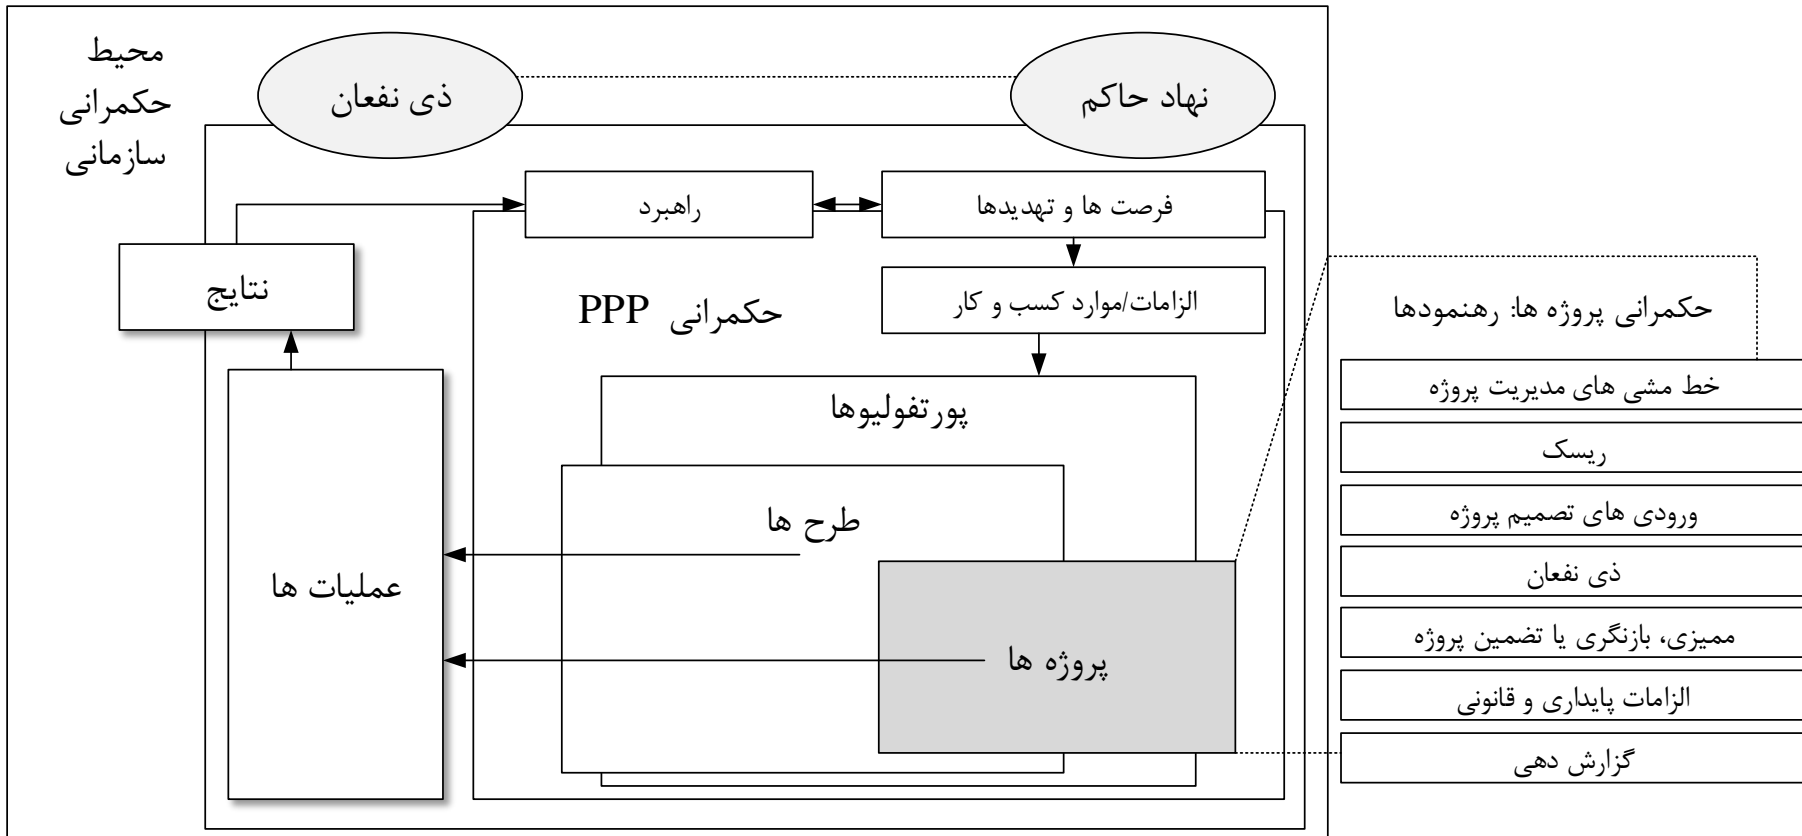 محیط
حکمرانی
سازمانی
نهاد حاکم
ذی نفعان
فرصت ها و تهدیدها
راهبرد
نتایج
الزامات/موارد کسب و کار
حکمرانی PPP
پورتفولیوها
طرح ها
پروژه ها
عملیات ها
حکمرانی پروژه ها: رهنمودها
خط مشی های مدیریت پروژه
ریسک
ورودی های تصمیم پروژه
ذی نفعان
ممیزی، بازنگری یا تضمین پروژه
الزامات پایداری و قانونی
گزارش دهی